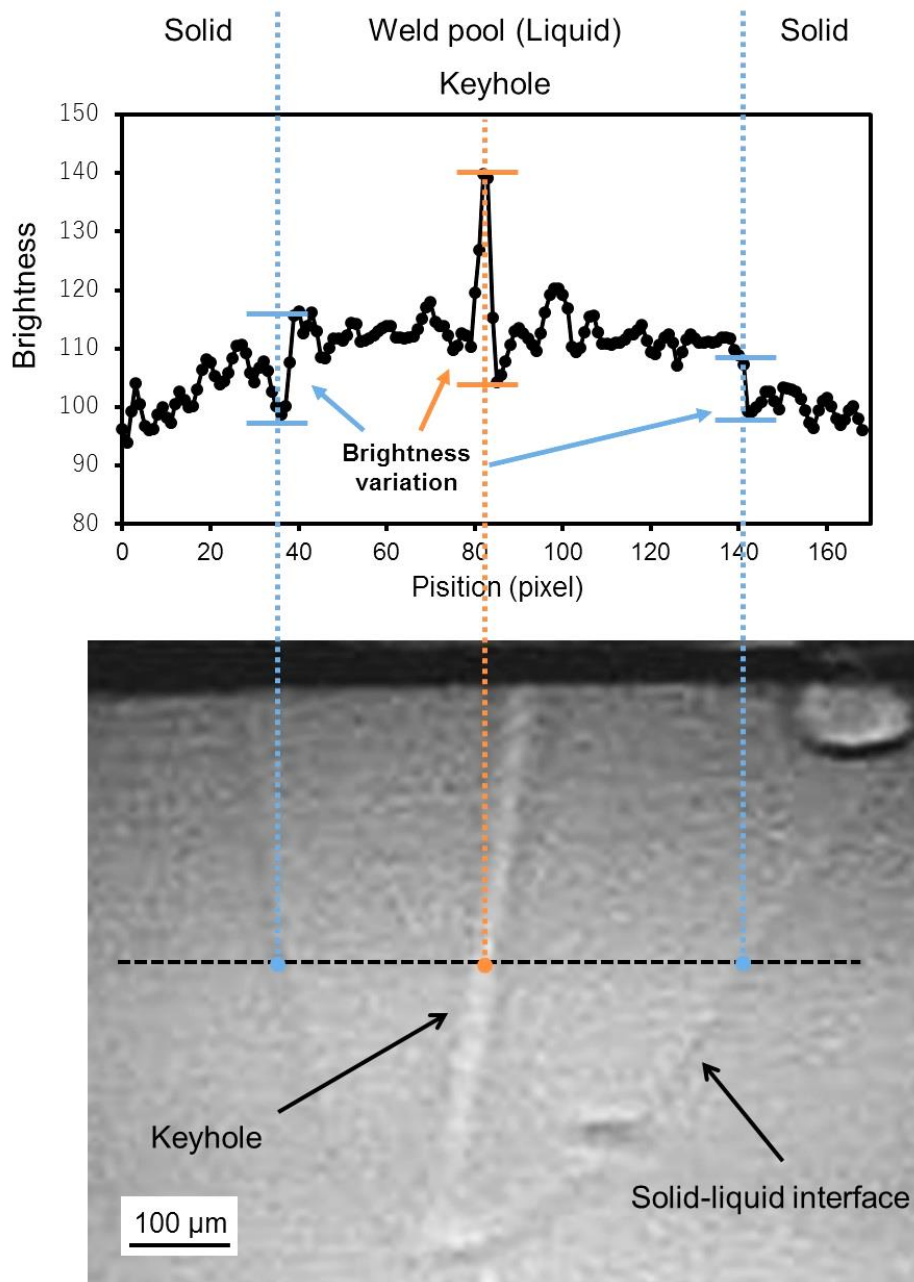 Solid Weld pool (Liquid) Solid
Keyhole
150
140
130
120
110
100
90
80
Brightness
Brightness
variation
0 20 40 60 80 100 120 140 160
Pisition (pixel)
Keyhole
Solid-liquid interface
100 µm